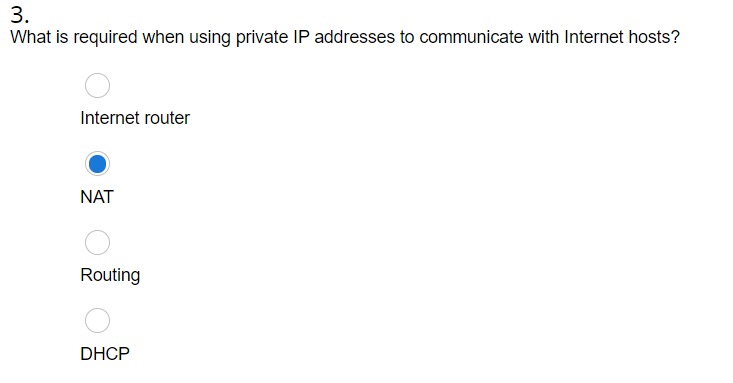 3.
What is required when using private IP addresses to communicate with Internet hosts?
Internet router
NAT
Routing
DHCP